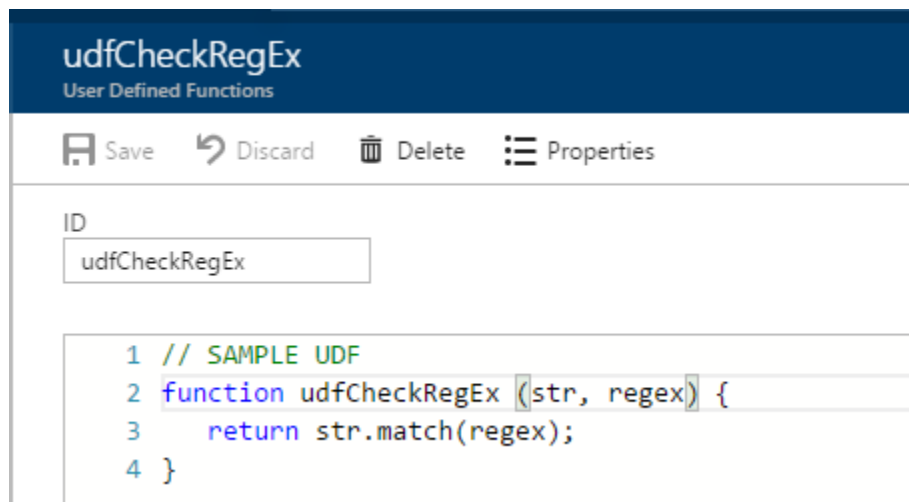 udfCheckRegEx
User Defined Functions
Save Discard Delete Properties
ID
udfCheckRegEx
1 // SAMPLE UDF
2 function udfCheckRegEx (str, regex) {
3 return str.match(regex);
4 }